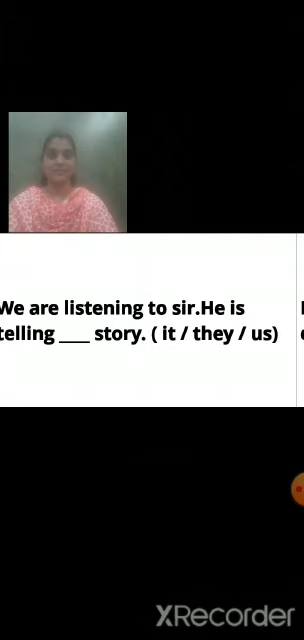 We are listening to sir.He is
telling ____ story. ( it / they / us)
XRecorder